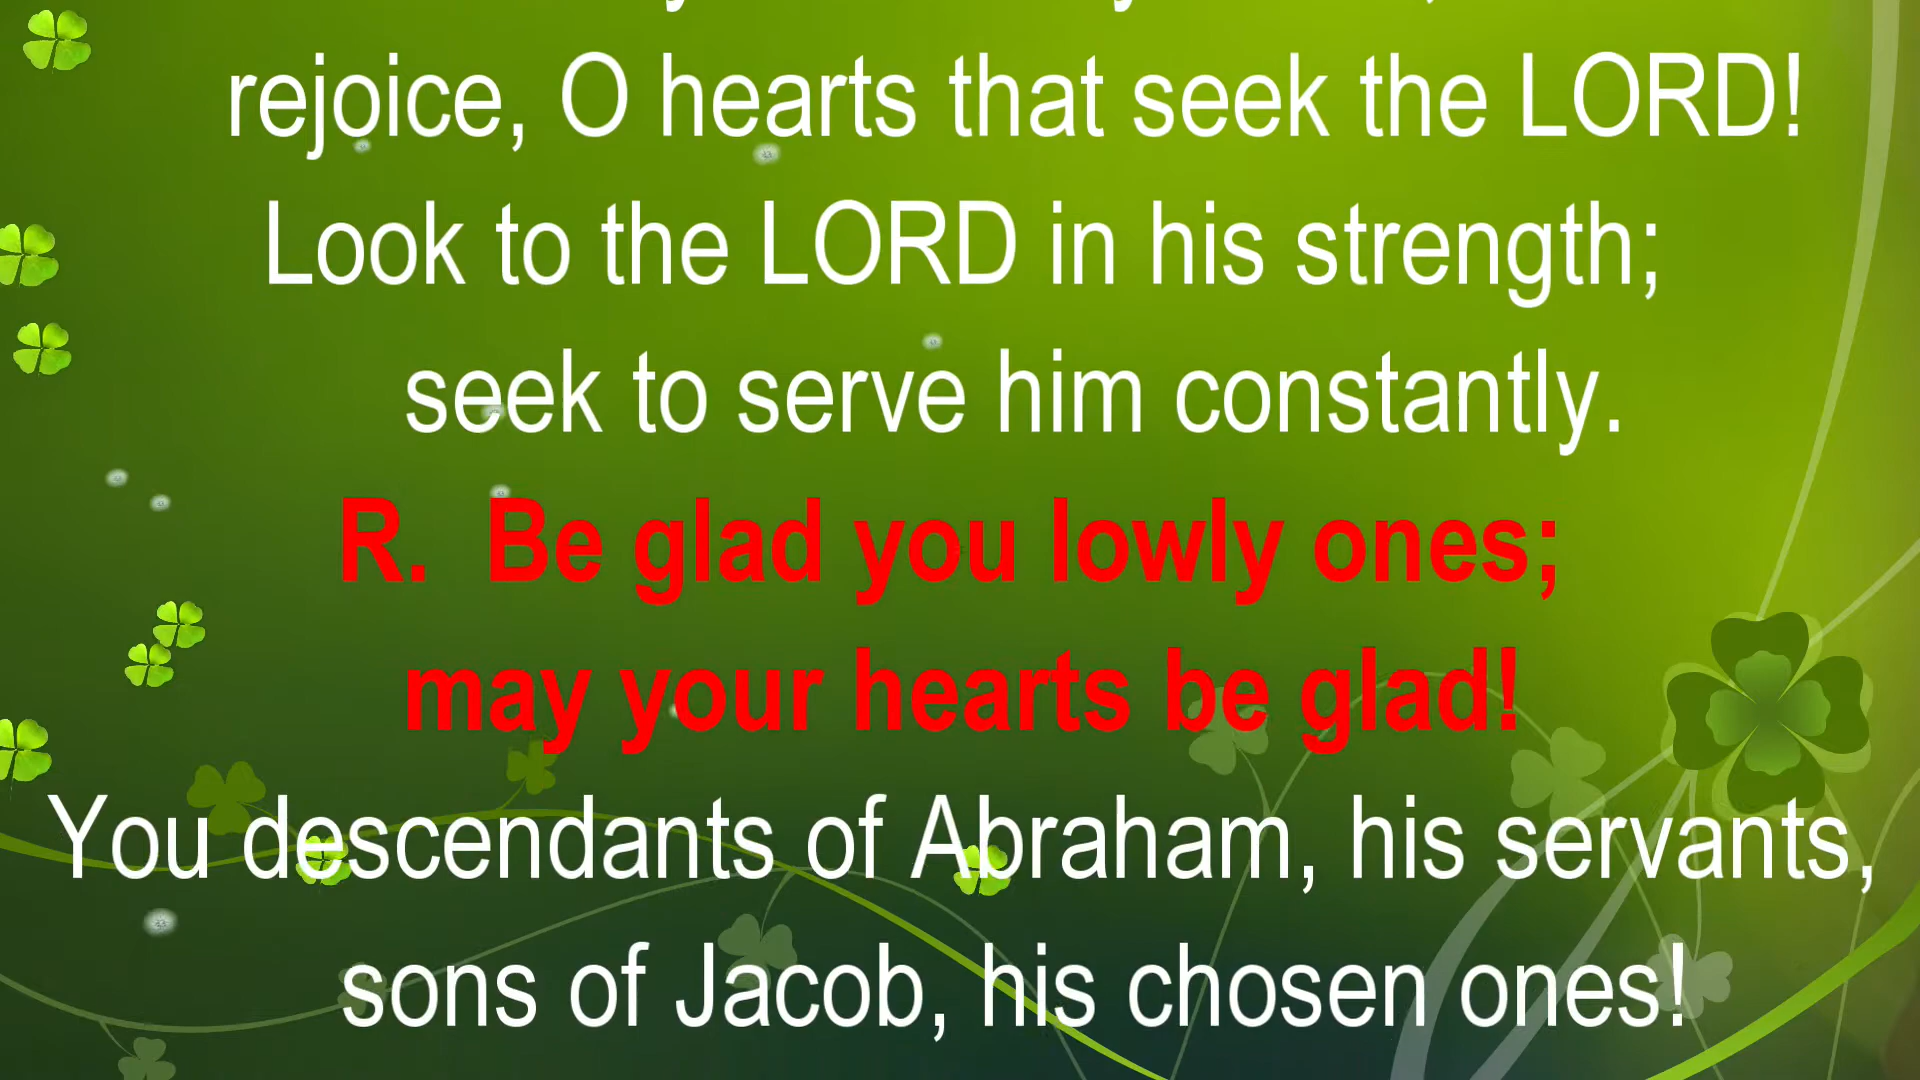 rejoice, O hearts that seek the LORD!
Look to the LORD in his strength;
seek to serve him constantly.
R. Be glad you lowly ones;
may your hearts be glad!
You descendants of Abraham, his servants,
sons of Jacob, his chosen ones!